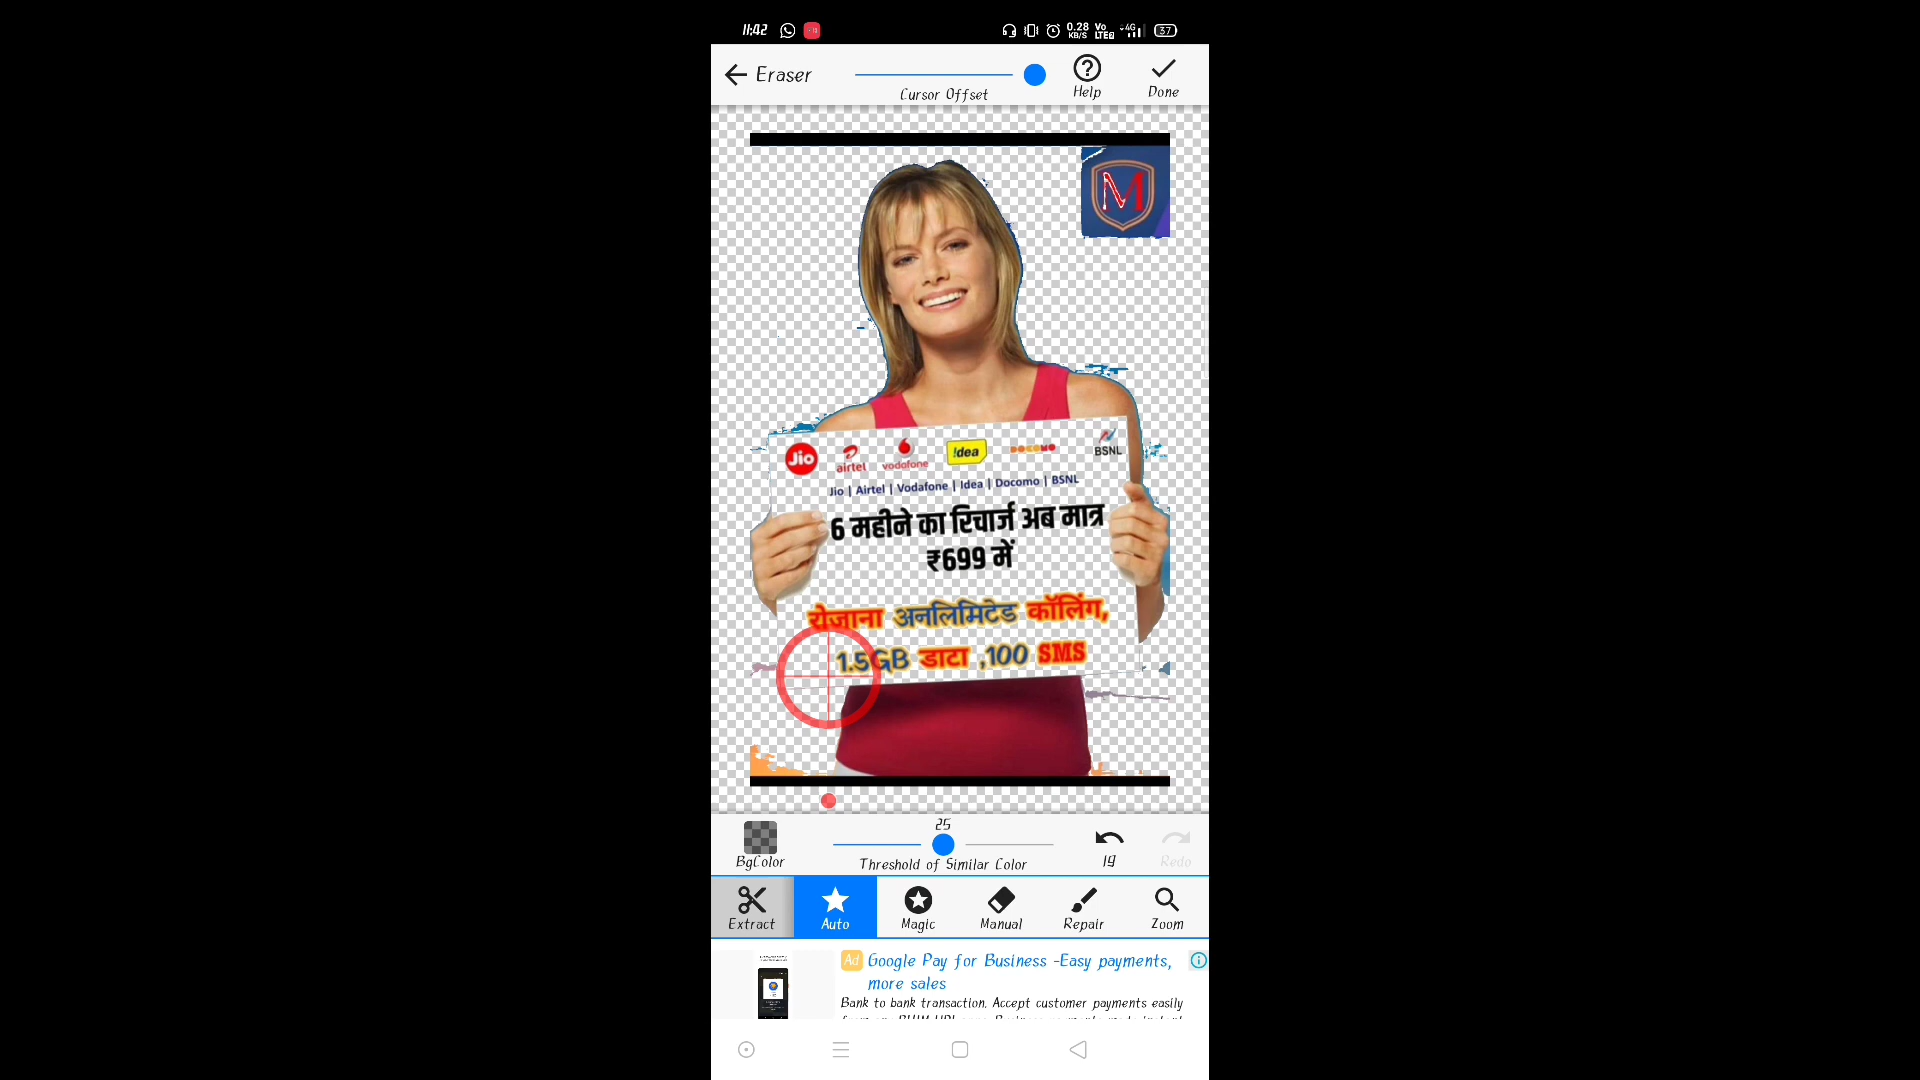 11:42
0.28 KB/S
Vo LTE2
4G
37
Eraser
Cursor Offset
Help
Done
M
Jio
airtel
vodafone
!dea
DOCOMO
BSNL
Jio | Airtel | Vodafone | Idea | Docomo | BSNL
6 महीने का रिचार्ज अब मात्र
₹699 में
योजाना अनलिमिटेड कॉलिंग,
1.5GB डाटा ,100 SMS
25
BgColor
Threshold of Similar Color
19
Redo
Extract
Auto
Magic
Manual
Repair
Zoom
Ad Google Pay for Business -Easy payments,
more sales
Bank to bank transaction. Accept customer payments easily